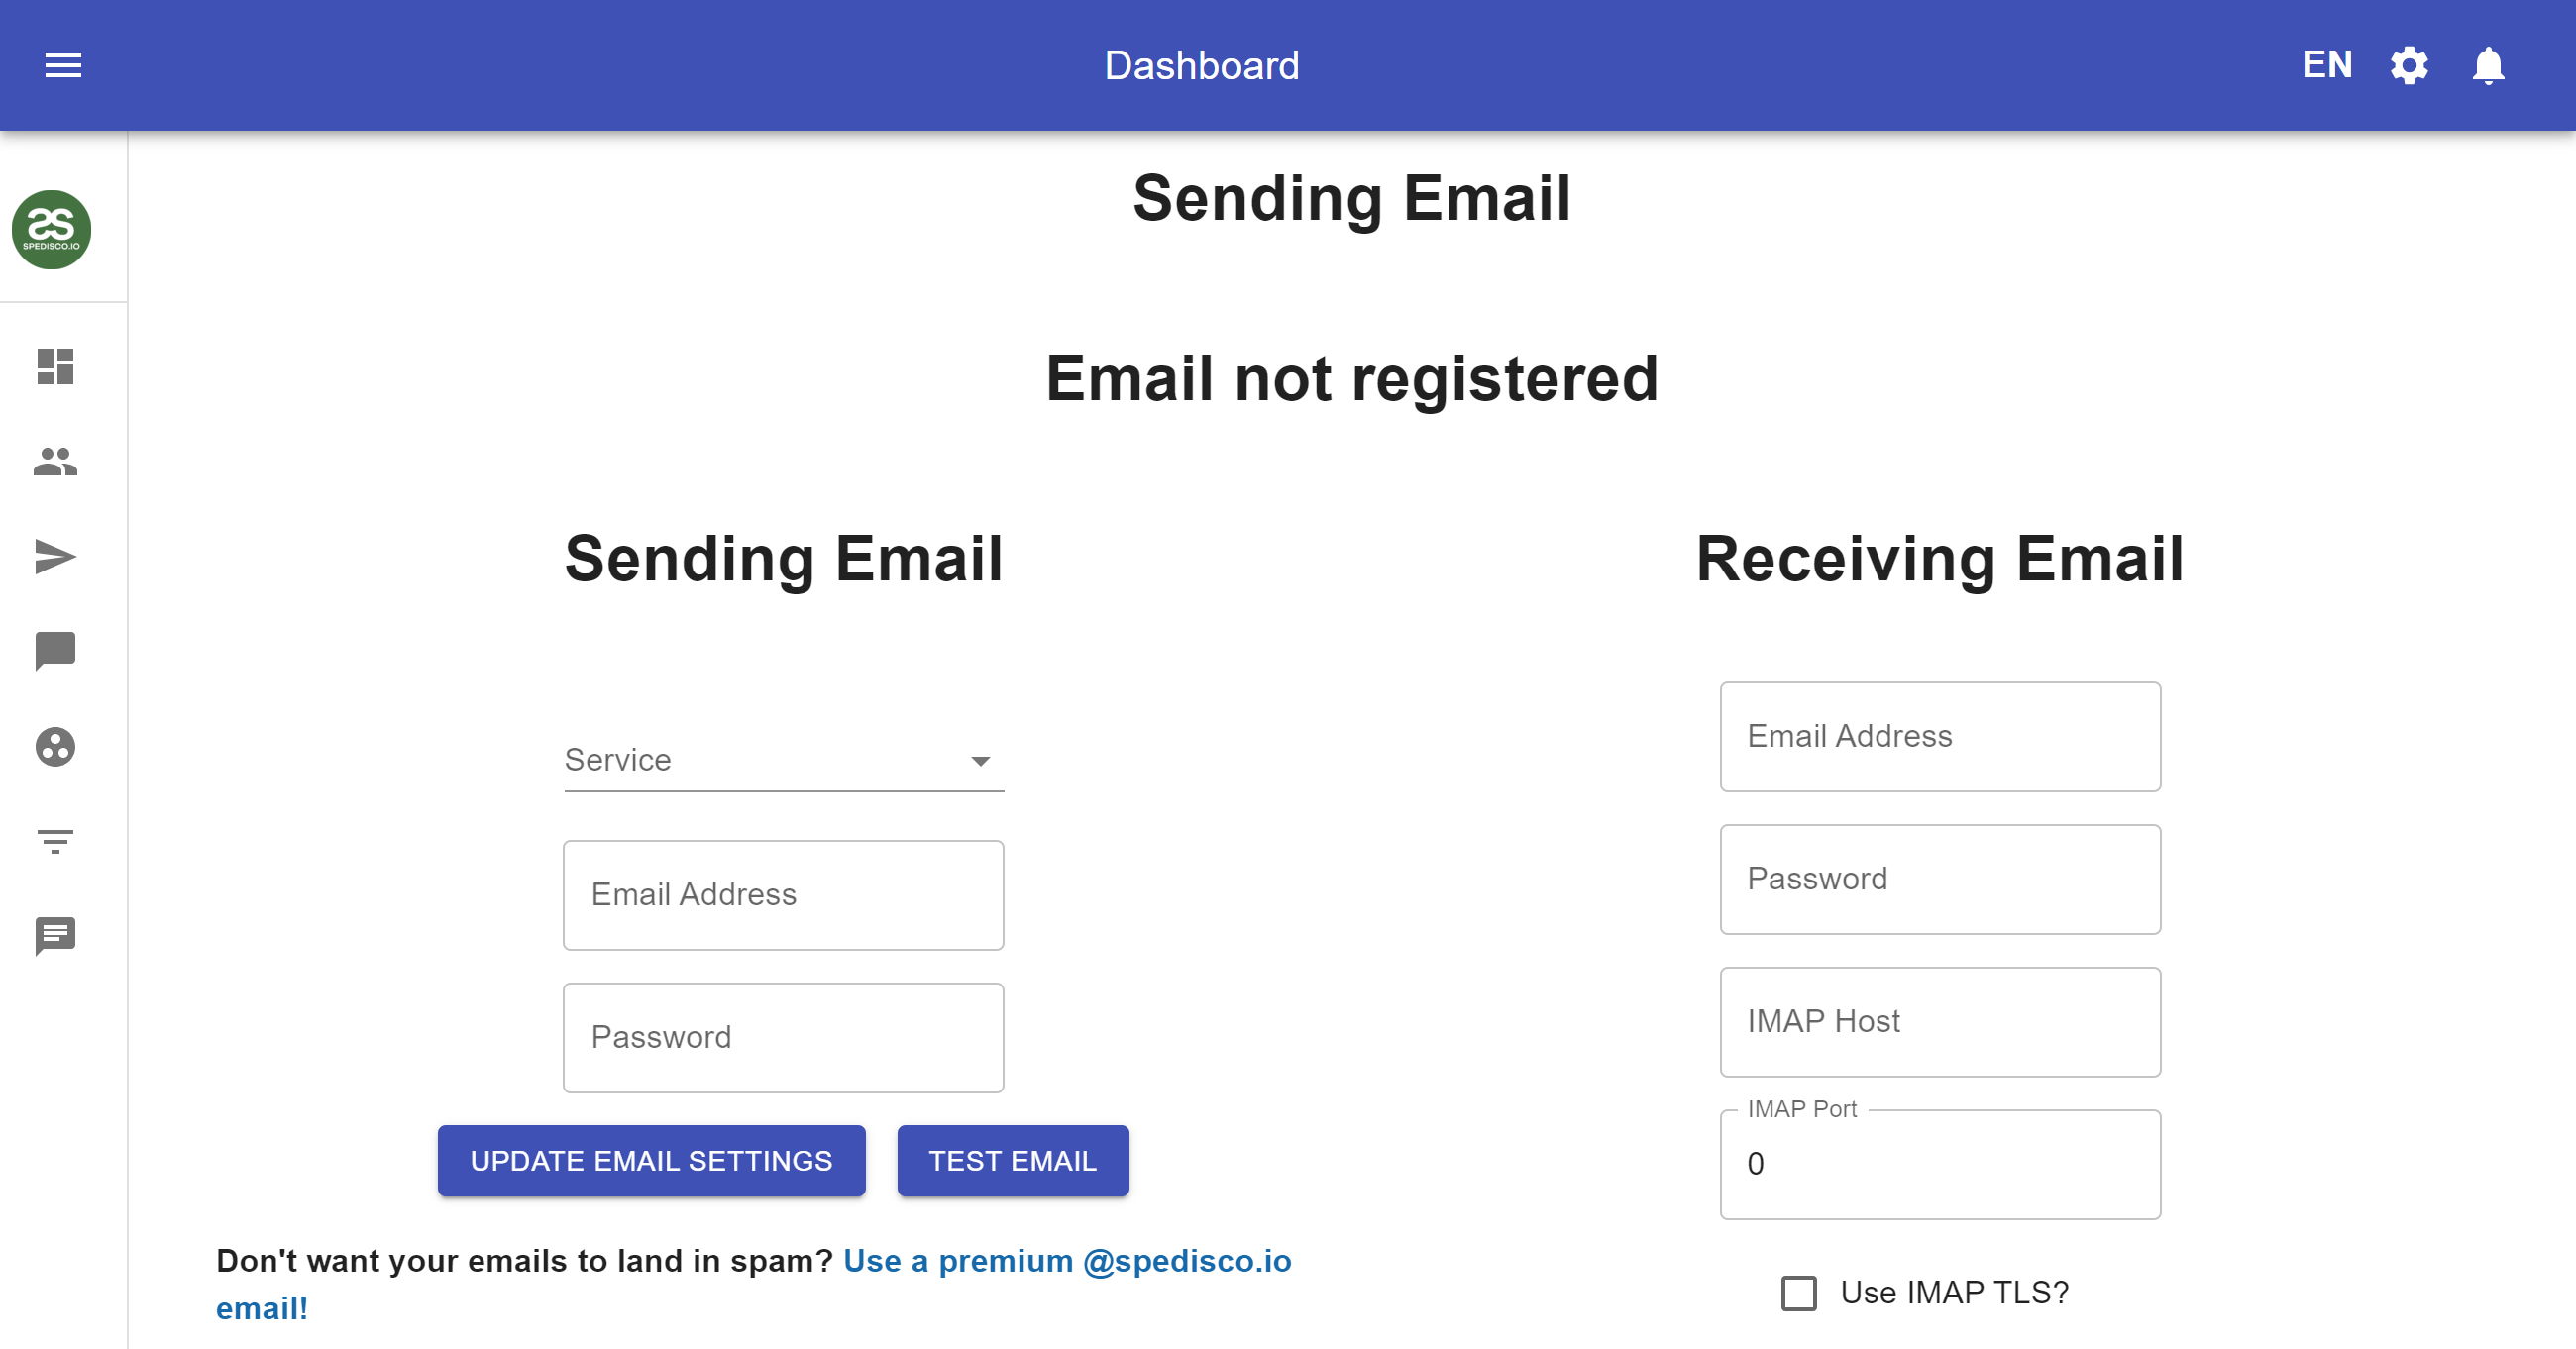 Dashboard
EN
SPEDISCO.IO
Sending Email
Email not registered
Sending Email
Service
Email Address
Password
UPDATE EMAIL SETTINGS
TEST EMAIL
Don't want your emails to land in spam? Use a premium @spedisco.io
email!
Receiving Email
Email Address
Password
IMAP Host
IMAP Port
0
Use IMAP TLS?